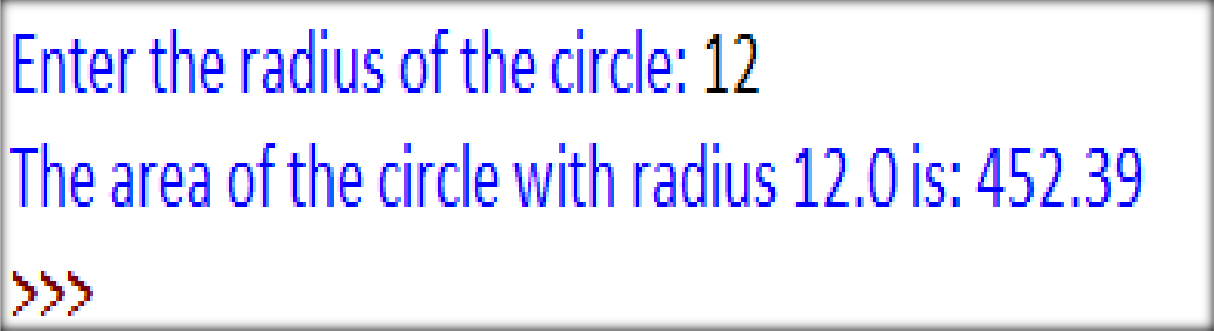 Enter the radius of the circle: 12
The area of the circle with radius 12.0 is: 452.39
>>>